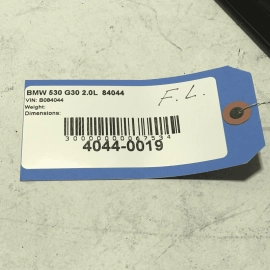 BMW 530 G30 2.0L 84044
VIN: B084044
Weight:
Dimensions:
F.L.
30000000067534
4044-0019